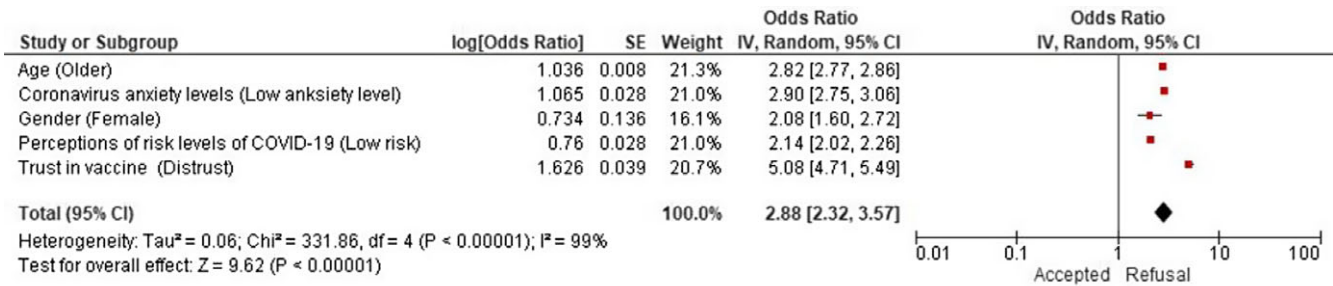 Odds Ratio Odds Ratio
Study or Subgroup log[Odds Ratio] SE Weight IV, Random, 95% CI IV, Random, 95% CI
Age (Older) 1.036 0.008 21.3% 2.82 [2.77, 2.86]
Coronavirus anxiety levels (Low anksiety level) 1.065 0.028 21.0% 2.90 [2.75, 3.06]
Gender (Female) 0.734 0.136 16.1% 2.08 [1.60, 2.72]
Perceptions of risk levels of COVID-19 (Low risk) 0.76 0.028 21.0% 2.14 [2.02, 2.26]
Trust in vaccine (Distrust) 1.626 0.039 20.7% 5.08 [4.71, 5.49]
Total (95% CI) 100.0% 2.88 [2.32, 3.57]
Heterogeneity: Tau² = 0.06; Chi² = 331.86, df = 4 (P < 0.00001); I² = 99%
Test for overall effect: Z = 9.62 (P < 0.00001)
0.01 0.1 1 10 100
Accepted Refusal